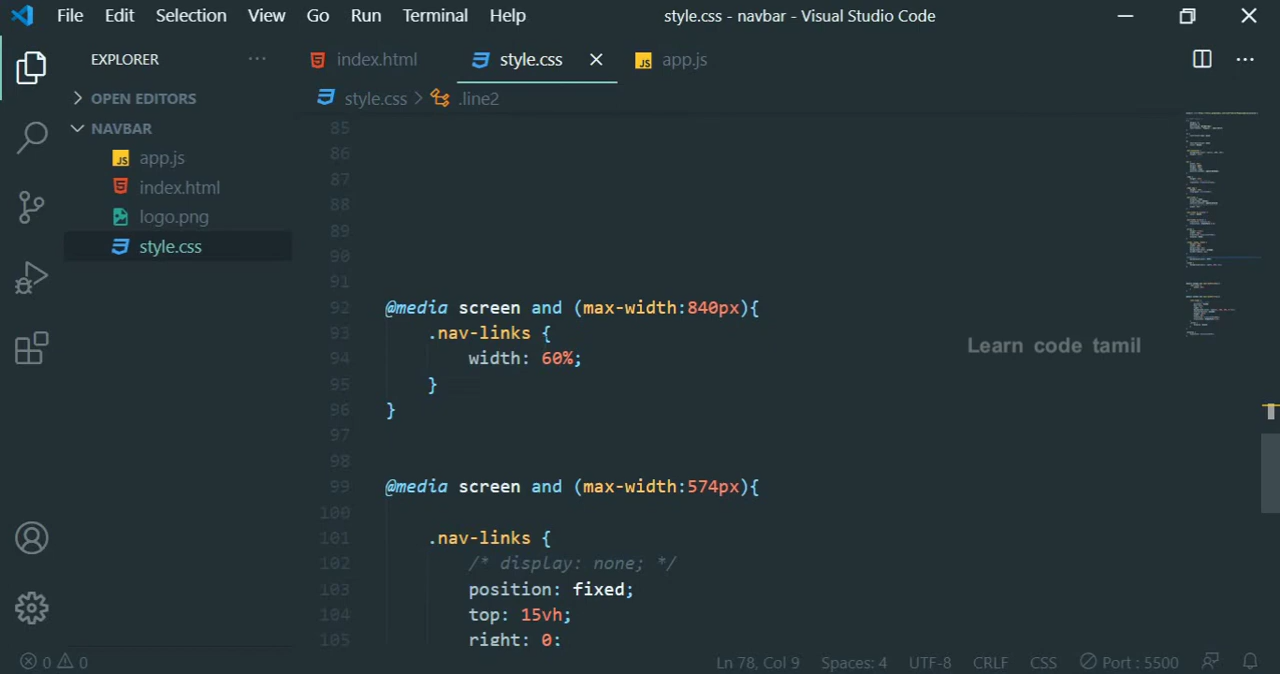 File Edit Selection View Go Run Terminal Help style.css - navbar - Visual Studio Code
EXPLORER ···
index.html style.css app.js
OPEN EDITORS
NAVBAR
app.js
index.html
logo.png
style.css
style.css > .line2
85
86
87
88
89
90
91
92 @media screen and (max-width:840px){
93 .nav-links {
94 width: 60%;
95 }
96 }
97
98
99 @media screen and (max-width:574px){
100
101 .nav-links {
102 /* display: none; */
103 position: fixed;
104 top: 15vh;
105 right: 0;
Learn code tamil
0 0 Ln 78, Col 9 Spaces: 4 UTF-8 CRLF CSS Port : 5500